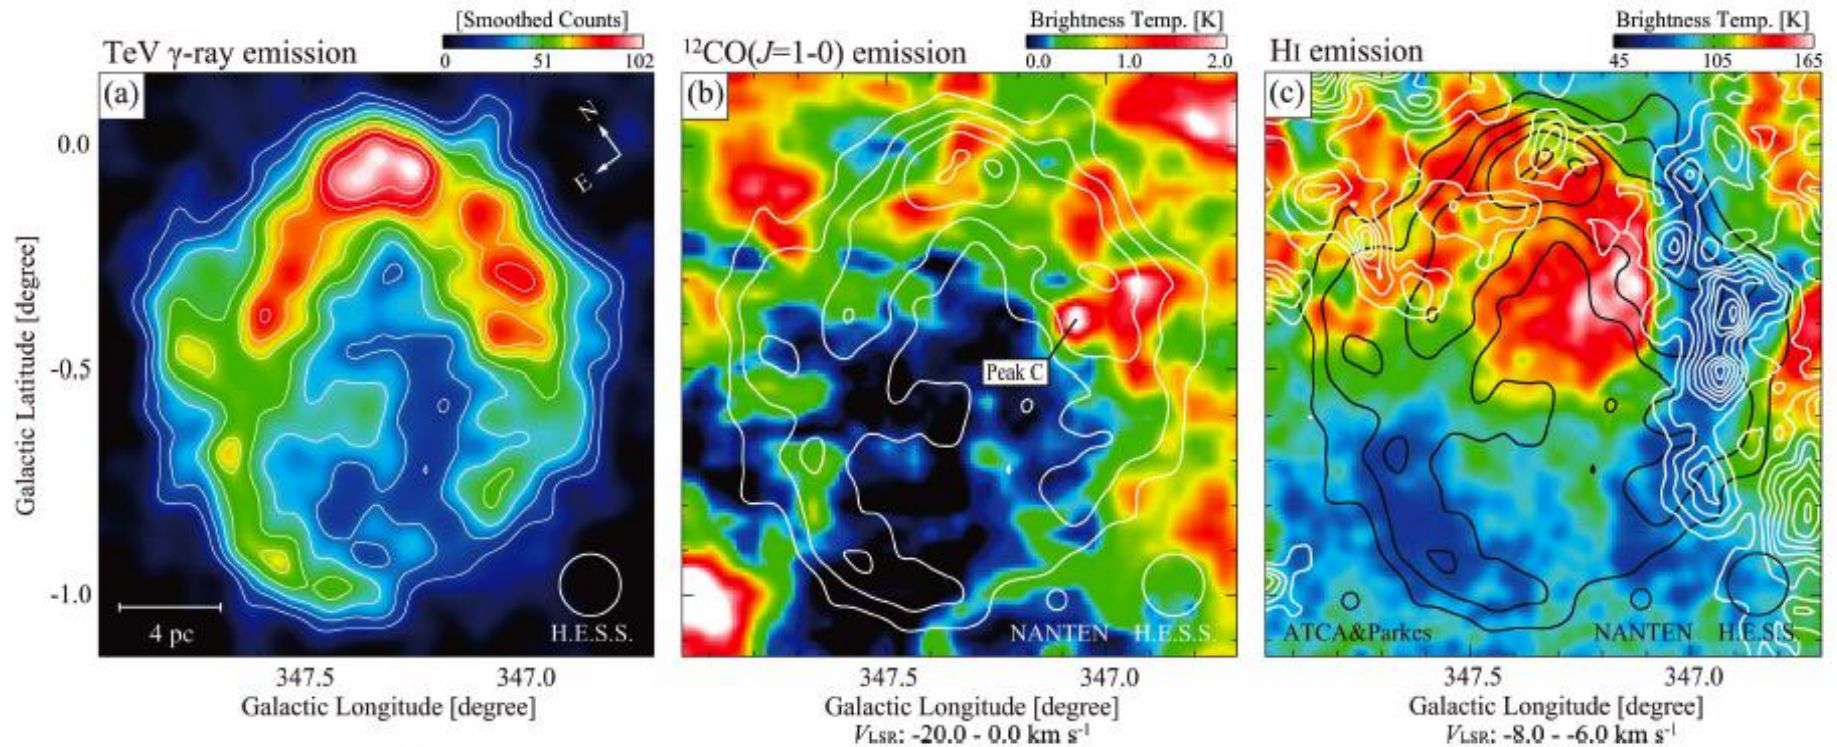 [Smoothed Counts]
0 51 102
TeV γ-ray emission
(a)
N
E
0.0
-0.5
-1.0
Galactic Latitude [degree]
4 pc
H.E.S.S.
347.5 347.0
Galactic Longitude [degree]
Brightness Temp. [K]
0.0 1.0 2.0
¹²CO(J=1-0) emission
(b)
Peak C
NANTEN H.E.S.S.
347.5 347.0
Galactic Longitude [degree]
VLSR: -20.0 - 0.0 km s⁻¹
Brightness Temp. [K]
45 105 165
HI emission
(c)
ATCA&Parkes NANTEN H.E.S.S.
347.5 347.0
Galactic Longitude [degree]
VLSR: -8.0 - -6.0 km s⁻¹